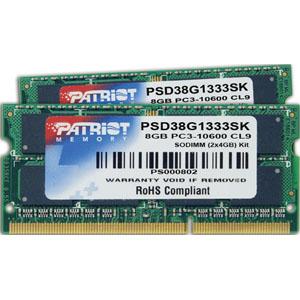 PATRIOT
MEMORY
PSD38G1333SK
8GB PC3-10600 CL9
PATRIOT
MEMORY
PSD38G1333SK
8GB PC3-10600 CL9
SODIMM (2x4GB) Kit
PS000802
WARRANTY VOID IF REMOVED
RoHS Compliant